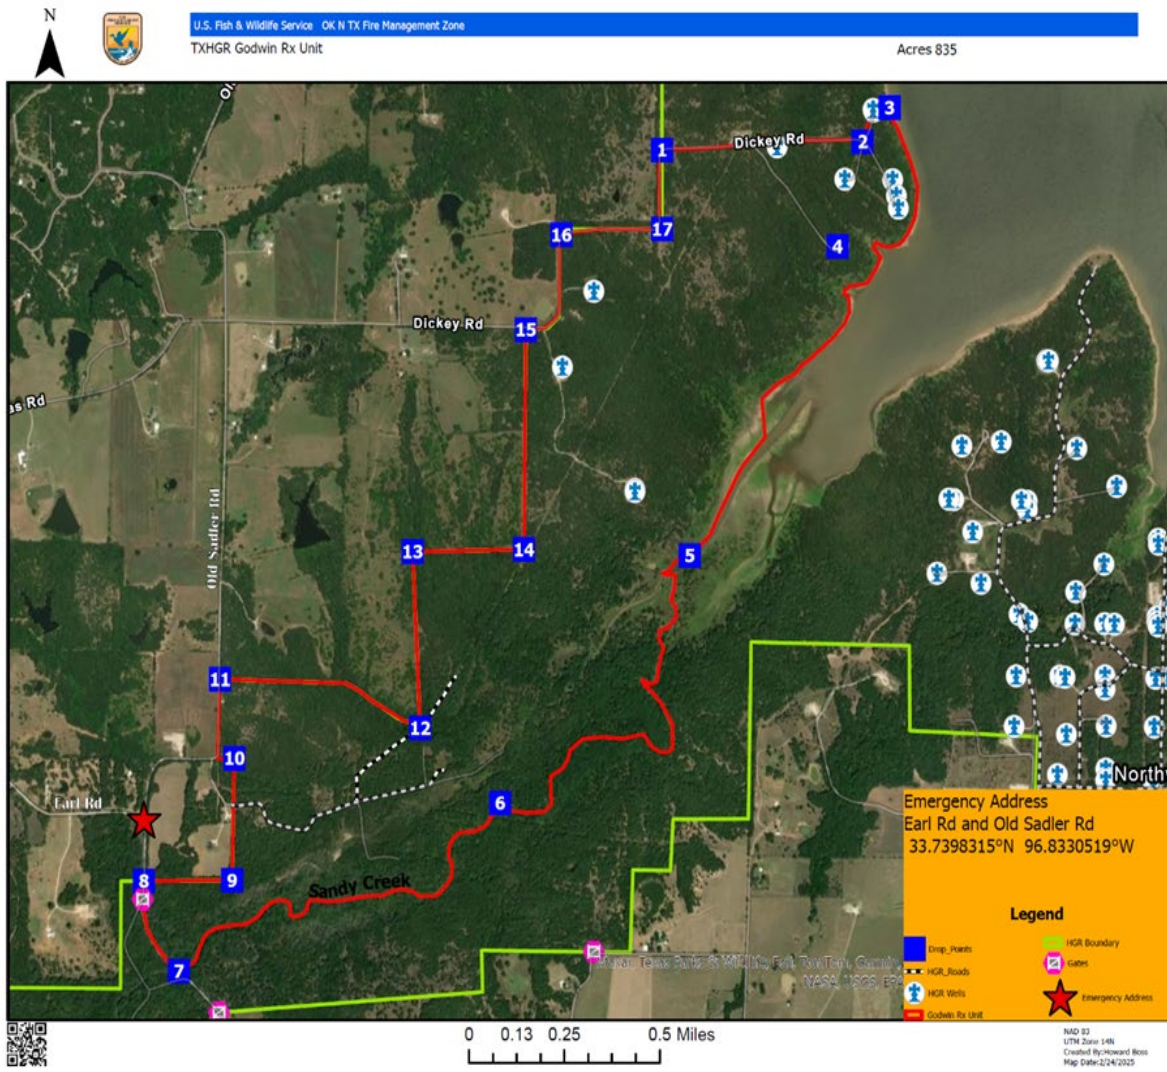 N
U.S. Fish & Wildlife Service OK N TX Fire Management Zone
TXHGR Godwin Rx Unit
Acres 835
3
1
Dickey Rd
2
17
16
4
Dickey Rd
15
as Rd
Old Sadler Rd
13
14
5
11
12
10
6
Earl Rd
8
9
Sandy Creek
7
Emergency Address
Earl Rd and Old Sadler Rd
33.7398315°N 96.8330519°W
Legend
Drop_Points
HGR_Roads
HGR Wells
Godwin Rx Unit
HGR Boundary
Gates
Emergency Address
0 0.13 0.25 0.5 Miles
NAD 83
UTM Zone 14N
Created By:Howard Boss
Map Date:2/24/2025